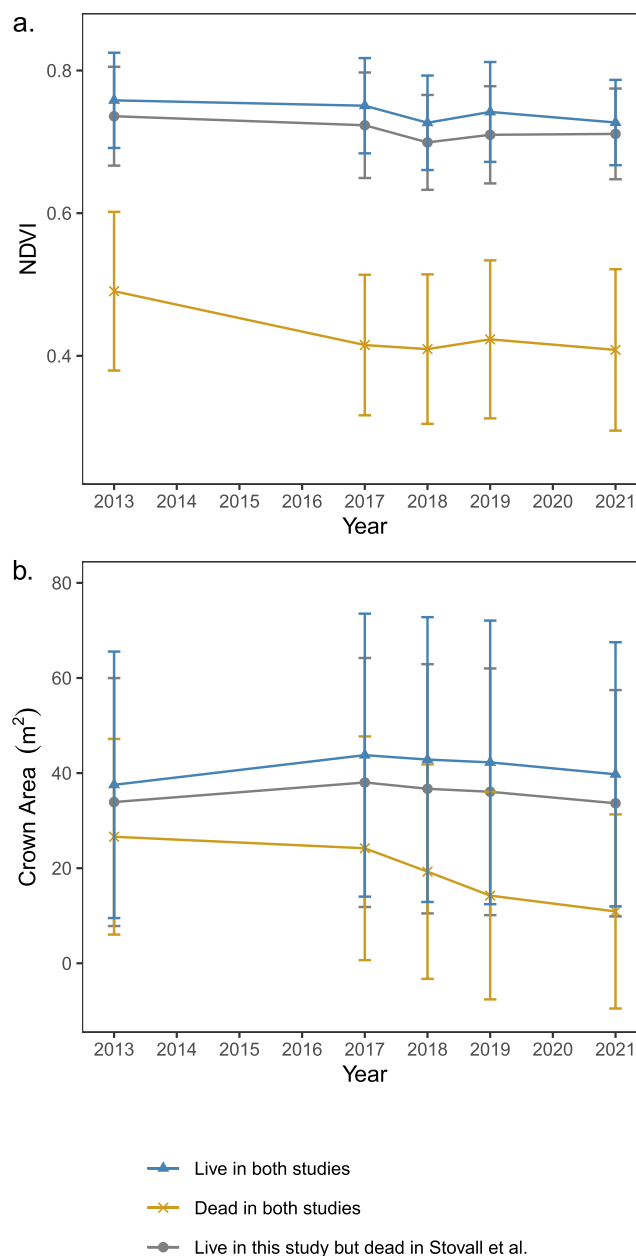 a.
0.8
0.6
0.4
NDVI
2013 2014 2015 2016 2017 2018 2019 2020 2021
Year
b.
80
60
40
20
0
Crown Area (m²)
2013 2014 2015 2016 2017 2018 2019 2020 2021
Year
Live in both studies
Dead in both studies
Live in this study but dead in Stovall et al.